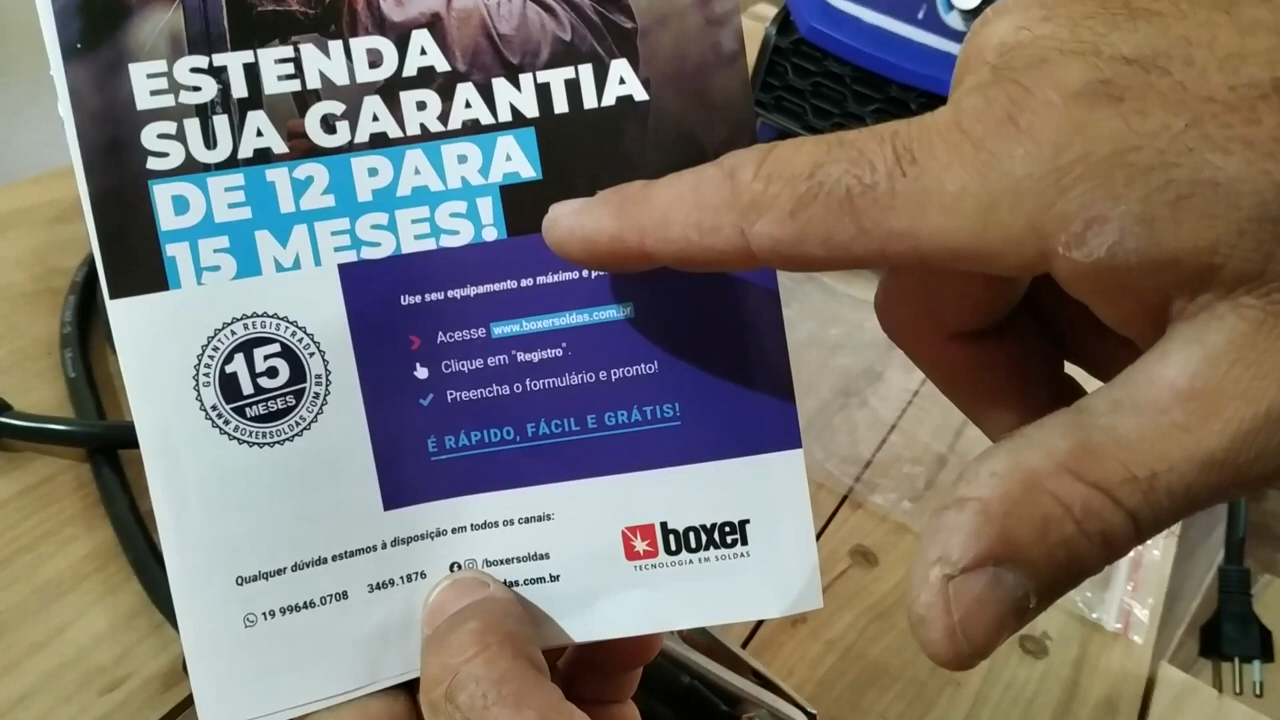 ESTENDA
SUA GARANTIA
DE 12 PARA
15 MESES!
GARANTIA REGISTRADA
15
MESES
WWW.BOXERSOLDAS.COM.BR
Use seu equipamento ao máximo e
Acesse www.boxersoldas.com.br
Clique em "Registro".
Preencha o formulário e pronto!
É RÁPIDO, FÁCIL E GRÁTIS!
Qualquer dúvida estamos à disposição em todos os canais:
19 99646.0708 3469.1876 /boxersoldas
das.com.br
boxer
TECNOLOGIA EM SOLDAS